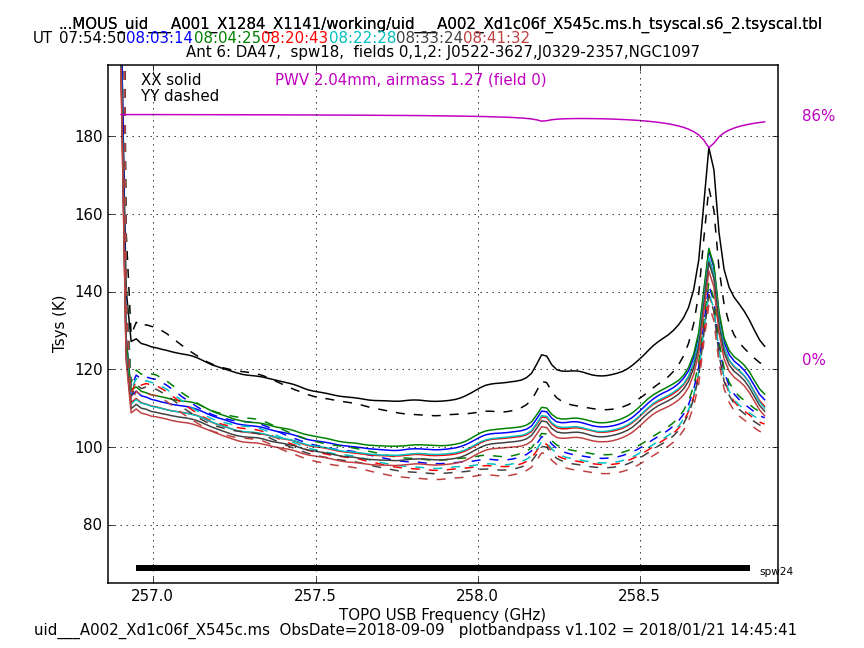 ...MOUS_uid___A001_X1284_X1141/working/uid___A002_Xd1c06f_X545c.ms.h_tsyscal.s6_2.tsyscal.tbl
UT 07:54:50 08:03:14 08:04:25 08:20:43 08:22:28 08:33:24 08:41:32
Ant 6: DA47, spw18, fields 0,1,2: J0522-3627,J0329-2357,NGC1097
XX solid
PWV 2.04mm, airmass 1.27 (field 0)
YY dashed
86%
180
160
140
120
100
80
0%
Tsys (K)
spw24
257.0 257.5 258.0 258.5
TOPO USB Frequency (GHz)
uid___A002_Xd1c06f_X545c.ms ObsDate=2018-09-09 plotbandpass v1.102 = 2018/01/21 14:45:41